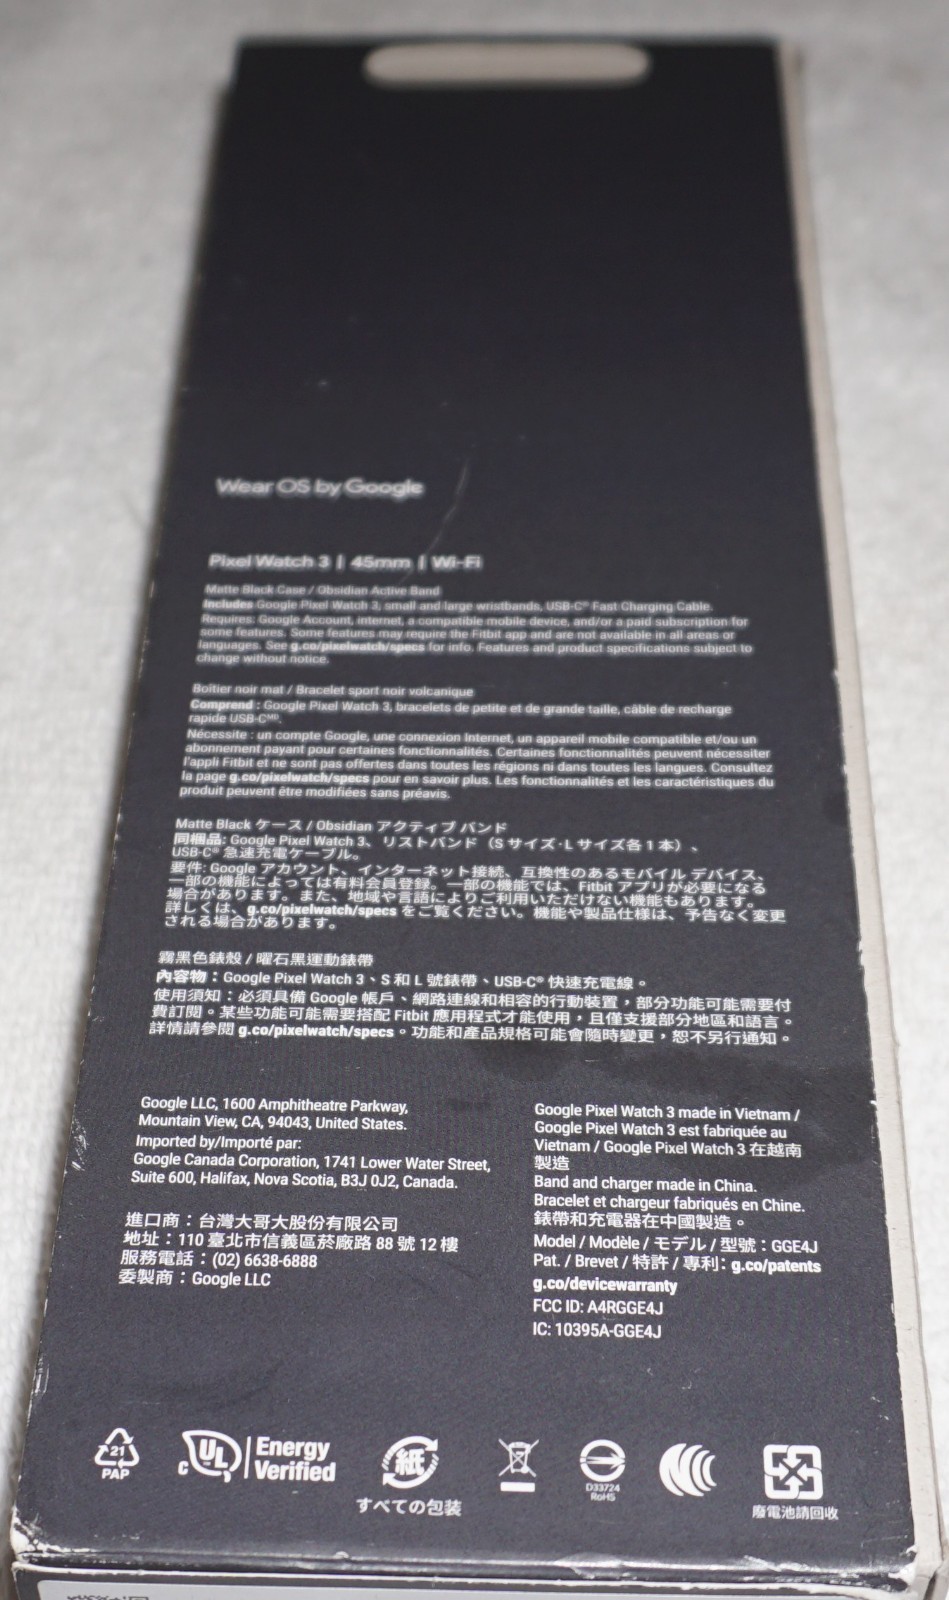 Wear OS by Google
Pixel Watch 3 | 45mm | Wi-Fi
Matte Black Case / Obsidian Active Band
Includes Google Pixel Watch 3, small and large wristbands, USB-C® Fast Charging Cable.
Requires: Google Account, internet, a compatible mobile device, and/or a paid subscription for
some features. Some features may require the Fitbit app and are not available in all areas or
languages. See g.co/pixelwatch/specs for info. Features and product specifications subject to
change without notice.
Boîtier noir mat / Bracelet sport noir volcanique
Comprend : Google Pixel Watch 3, bracelets de petite et de grande taille, câble de recharge
rapide USB-Cᴹᴰ.
Nécessite : un compte Google, une connexion Internet, un appareil mobile compatible et/ou un
abonnement payant pour certaines fonctionnalités. Certaines fonctionnalités peuvent nécessiter
l'appli Fitbit et ne sont pas offertes dans toutes les régions ni dans toutes les langues. Consultez
la page g.co/pixelwatch/specs pour en savoir plus. Les fonctionnalités et les caractéristiques du
produit peuvent être modifiées sans préavis.
Matte Black ケース / Obsidian アクティブ バンド
同梱品: Google Pixel Watch 3、リストバンド（S サイズ・L サイズ各 1 本）、
USB-C® 急速充電ケーブル。
要件: Google アカウント、インターネット接続、互換性のあるモバイル デバイス、
一部の機能によっては有料会員登録。一部の機能では、Fitbit アプリが必要になる
場合があります。また、地域や言語によりご利用いただけない機能もあります。
詳しくは、g.co/pixelwatch/specs をご覧ください。機能や製品仕様は、予告なく変更
される場合があります。
霧黑色錶殼 / 曜石黑運動錶帶
內容物：Google Pixel Watch 3、S 和 L 號錶帶、USB-C® 快速充電線。
使用須知：必須具備 Google 帳戶、網路連線和相容的行動裝置，部分功能可能需要付
費訂閱。某些功能可能需要搭配 Fitbit 應用程式才能使用，且僅支援部分地區和語言。
詳情請參閱 g.co/pixelwatch/specs。功能和產品規格可能會隨時變更，恕不另行通知。
Google LLC, 1600 Amphitheatre Parkway,
Mountain View, CA, 94043, United States.
Imported by/Importé par:
Google Canada Corporation, 1741 Lower Water Street,
Suite 600, Halifax, Nova Scotia, B3J 0J2, Canada.
進口商：台灣大哥大股份有限公司
地址：110 臺北市信義區菸廠路 88 號 12 樓
服務電話：(02) 6638-6888
委製商：Google LLC
Google Pixel Watch 3 made in Vietnam /
Google Pixel Watch 3 est fabriquée au
Vietnam / Google Pixel Watch 3 在越南
製造
Band and charger made in China.
Bracelet et chargeur fabriqués en Chine.
錶帶和充電器在中國製造。
Model / Modèle / モデル / 型號：GGE4J
Pat. / Brevet / 特許 / 專利：g.co/patents
g.co/devicewarranty
FCC ID: A4RGGE4J
IC: 10395A-GGE4J
21
PAP
c UL Energy
Verified
紙
すべての包装
D33724
RoHS
廢電池請回收